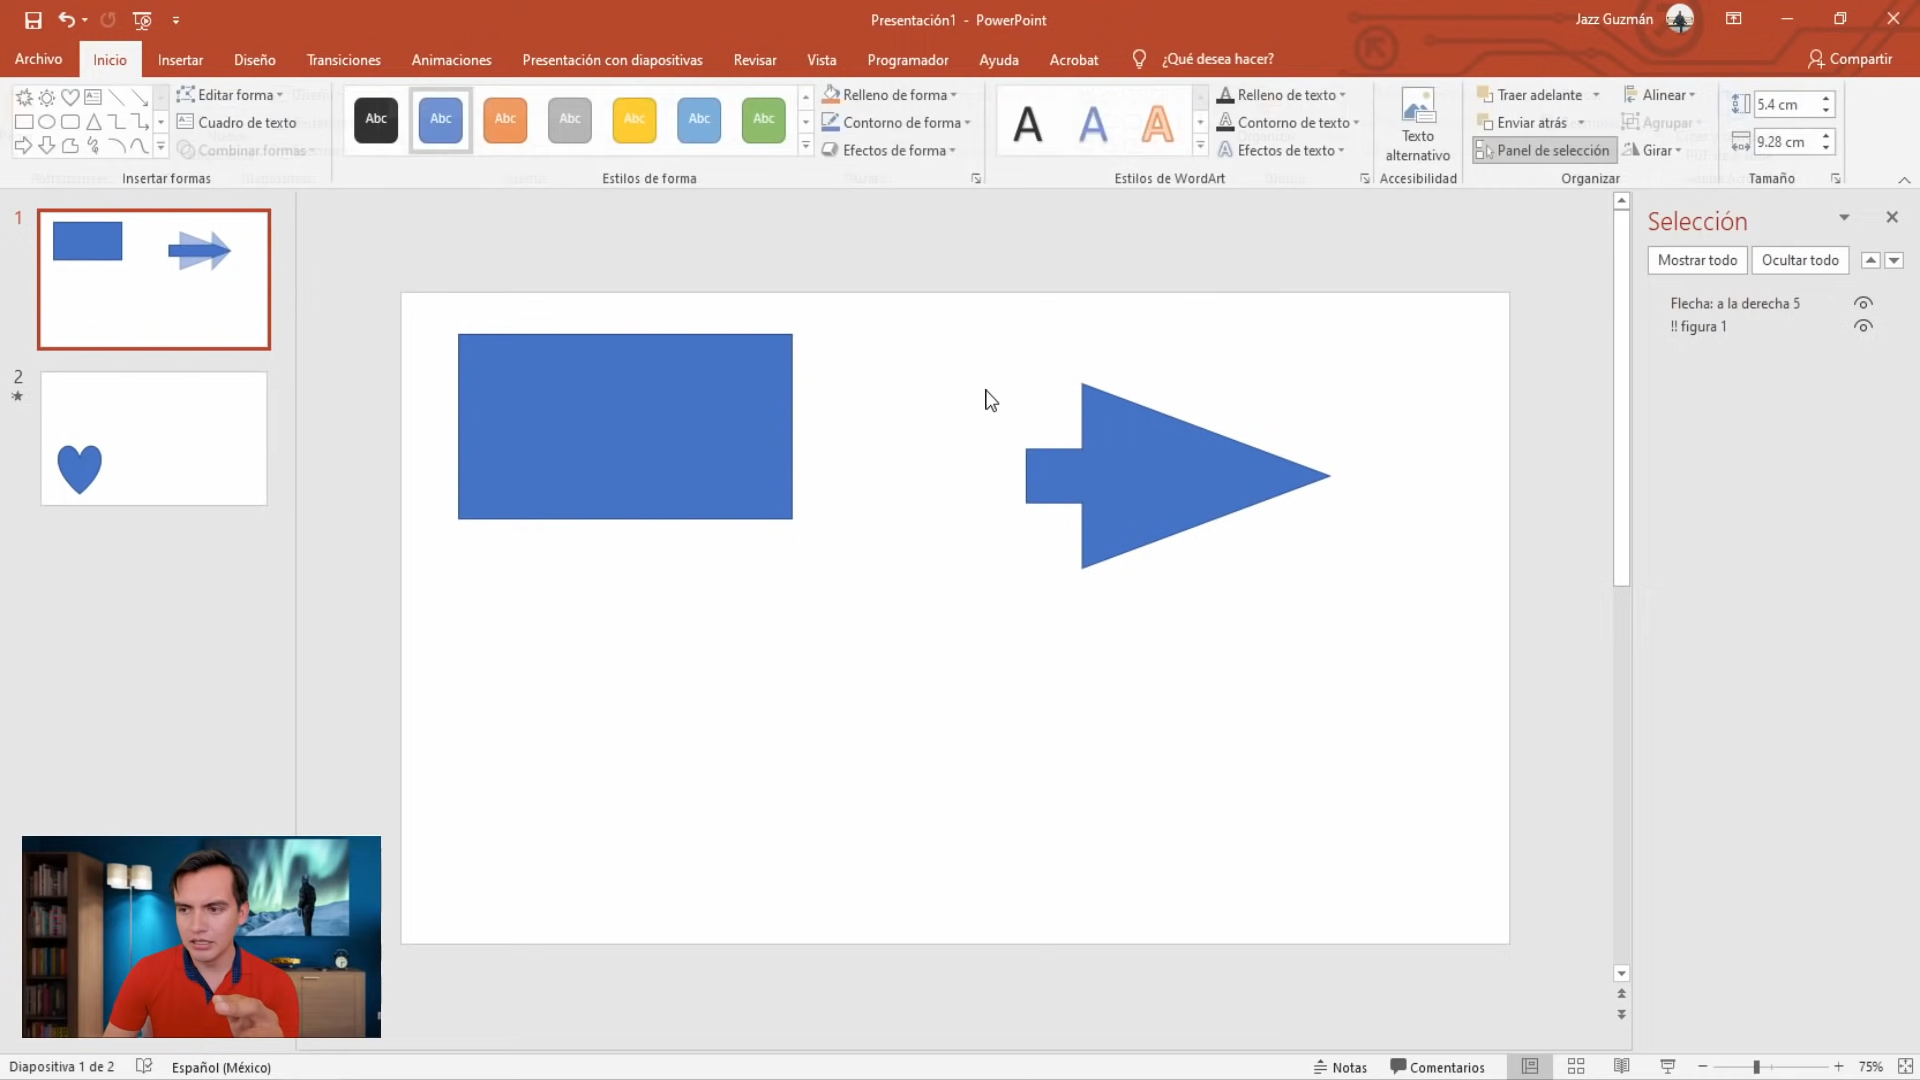 Presentación1 - PowerPoint
Jazz Guzmán
Archivo
Inicio
Insertar
Diseño
Transiciones
Animaciones
Presentación con diapositivas
Revisar
Vista
Programador
Ayuda
Acrobat
¿Qué desea hacer?
Compartir
Editar forma
Cuadro de texto
Combinar formas
Insertar formas
Abc
Abc
Abc
Abc
Abc
Abc
Abc
Estilos de forma
Relleno de forma
Contorno de forma
Efectos de forma
A
A
A
Estilos de WordArt
Relleno de texto
Contorno de texto
Efectos de texto
Texto
alternativo
Accesibilidad
Traer adelante
Enviar atrás
Panel de selección
Alinear
Agrupar
Girar
Organizar
5.4 cm
9.28 cm
Tamaño
1
2
Selección
Mostrar todo
Ocultar todo
Flecha: a la derecha 5
!! figura 1
Diapositiva 1 de 2
Español (México)
Notas
Comentarios
75%